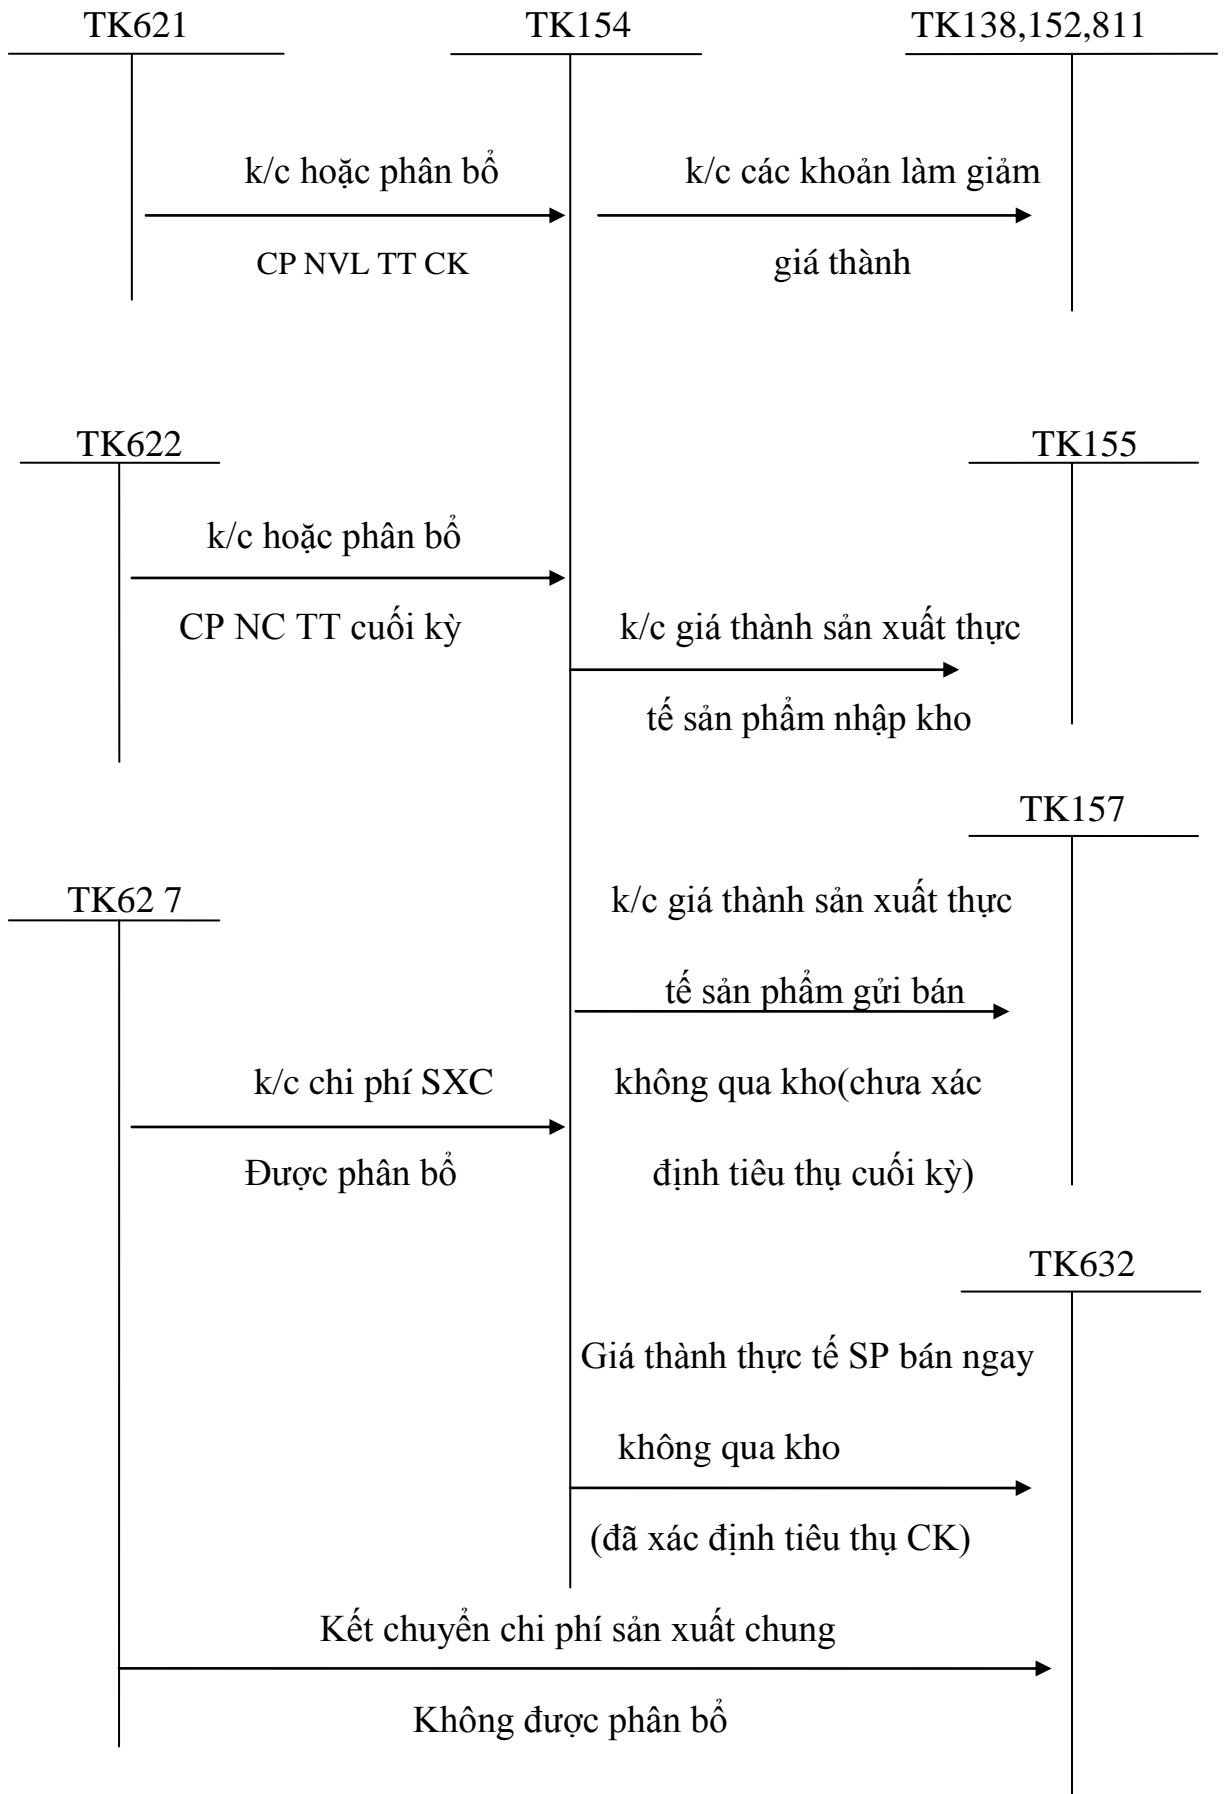 TK621
TK154
TK138,152,811
k/c hoặc phân bổ
k/c các khoản làm giảm
CP NVL TT CK
giá thành
TK622
TK155
k/c hoặc phân bổ
CP NC TT cuối kỳ
k/c giá thành sản xuất thực
tế sản phẩm nhập kho
TK157
TK62 7
k/c giá thành sản xuất thực
tế sản phẩm gửi bán
k/c chi phí SXC
không qua kho(chưa xác
Được phân bổ
định tiêu thụ cuối kỳ)
TK632
Giá thành thực tế SP bán ngay
không qua kho
(đã xác định tiêu thụ CK)
Kết chuyển chi phí sản xuất chung
Không được phân bổ